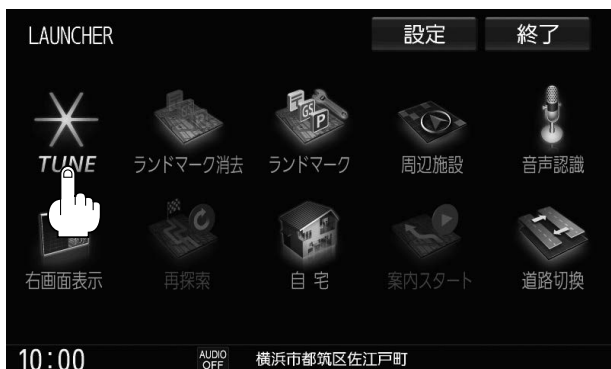 LAUNCHER 設定 終了
TUNE ランドマーク消去 ランドマーク 周辺施設 音声認識
GS
P
右画面表示 再探索 自宅 案内スタート 道路切換
10:00 AUDIO OFF 横浜市都筑区佐江戸町